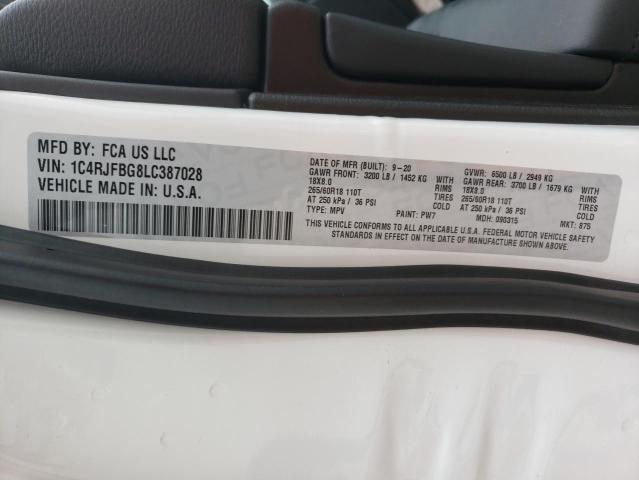 MFD BY: FCA US LLC
VIN: 1C4RJFBG8LC387028
VEHICLE MADE IN U.S.A.
DATE OF MFR (BUILT): 9-20 GVWR: 6500 LB / 2949 KG
GAWR FRONT: 3200 LB / 1452 KG WITH GAWR REAR: 3700 LB / 1679 KG WITH
18X8.0 RIMS 18X8.0 RIMS
265/60R18 110T TIRES 265/60R18 110T TIRES
AT 250 kPa / 36 PSI COLD AT 250 kPa / 36 PSI COLD
TYPE: MPV PAINT: PW7 MDH: 090315 MKT: 875
THIS VEHICLE CONFORMS TO ALL APPLICABLE U.S.A. FEDERAL MOTOR VEHICLE SAFETY
STANDARDS IN EFFECT ON THE DATE OF MANUFACTURE SHOWN ABOVE.